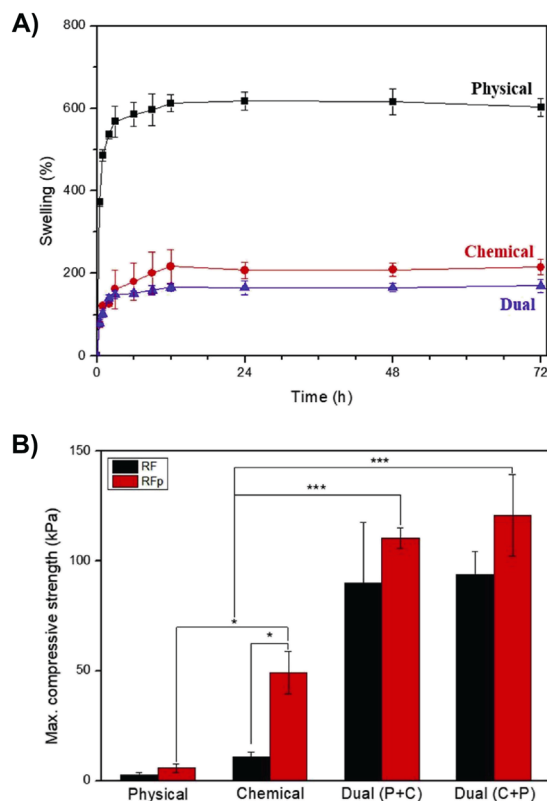 A)
800
600
400
200
0
Swelling (%)
Physical
Chemical
Dual
0
24
48
72
Time (h)
B)
150
100
50
0
Max. compressive strength (kPa)
RF
RFp
***
***
*
*
Physical
Chemical
Dual (P+C)
Dual (C+P)